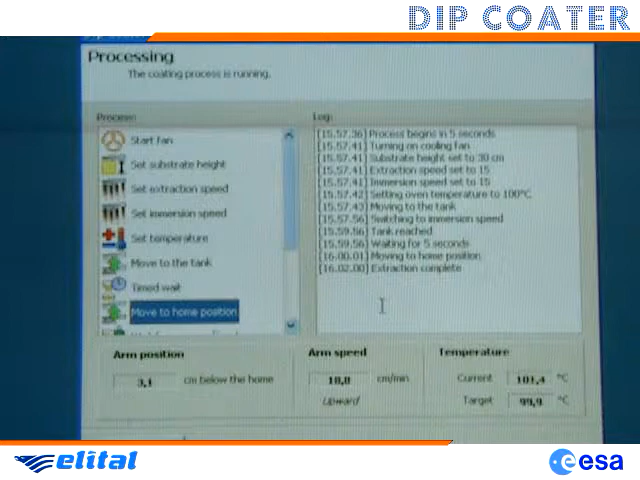 DIP COATER
Processing
The coating process is running.
Process:
Start fan
Set substrate height
Set extraction speed
Set immersion speed
Set temperature
Move to the tank
Timed wait
Move to home position
Log:
[15.57.36] Process begins in 5 seconds
[15.57.41] Turning on cooling fan
[15.57.41] Substrate height set to 30 cm
[15.57.41] Extraction speed set to 15
[15.57.41] Immersion speed set to 15
[15.57.42] Setting oven temperature to 100°C
[15.57.43] Moving to the tank
[15.57.56] Switching to immersion speed
[15.59.56] Tank reached
[15.59.56] Waiting for 5 seconds
[16.00.01] Moving to home position
[16.02.00] Extraction complete
Arm position
3,1 cm below the home
Arm speed
cm/min
Upward
Temperature
Current 101,4 °C
Target 99,9 °C
elital
esa